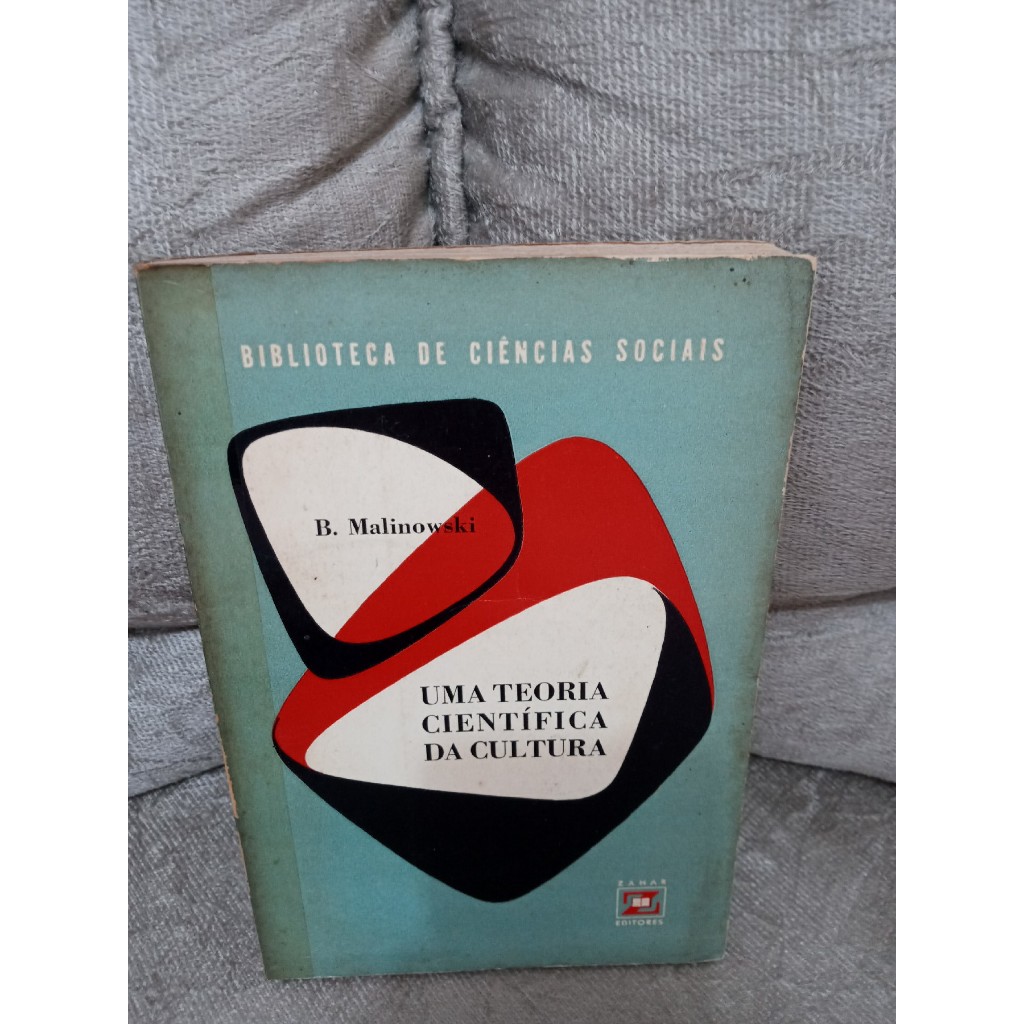 BIBLIOTECA DE CIÊNCIAS SOCIAIS
B. Malinowski
UMA TEORIA
CIENTÍFICA
DA CULTURA
ZAHAR
EDITORES